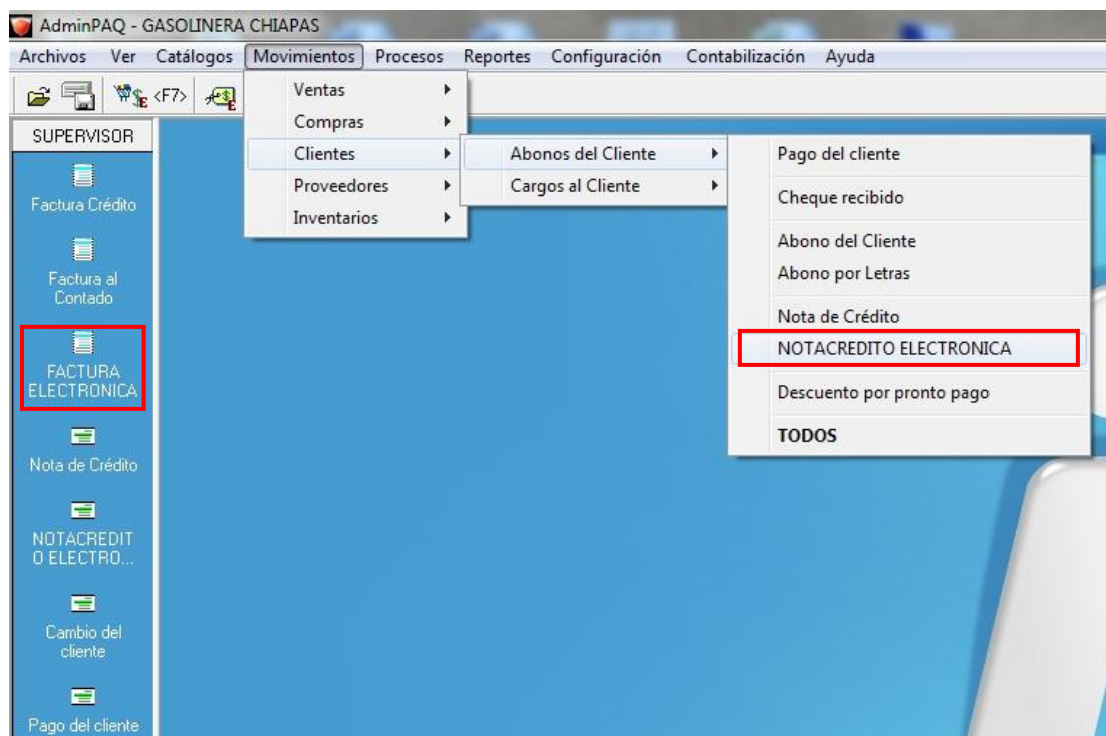 AdminPAQ - GASOLINERA CHIAPAS
Archivos Ver Catálogos Movimientos Procesos Reportes Configuración Contabilización Ayuda
<F7>
SUPERVISOR
Factura Crédito
Factura al
Contado
FACTURA
ELECTRONICA
Nota de Crédito
NOTACREDIT
O ELECTRO...
Cambio del
cliente
Pago del cliente
Ventas
Compras
Clientes
Proveedores
Inventarios
Abonos del Cliente
Cargos al Cliente
Pago del cliente
Cheque recibido
Abono del Cliente
Abono por Letras
Nota de Crédito
NOTACREDITO ELECTRONICA
Descuento por pronto pago
TODOS